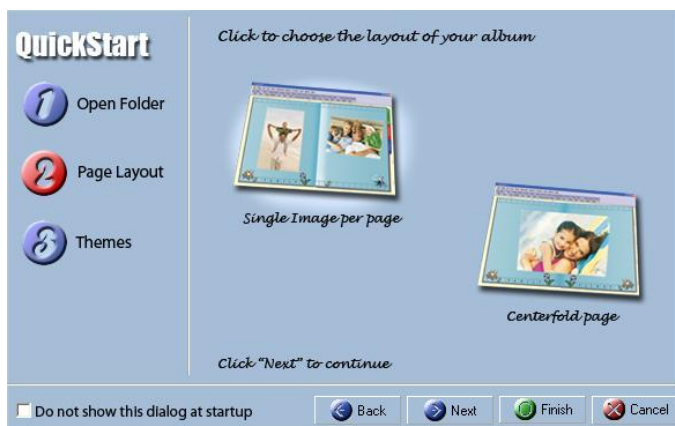 QuickStart
1 Open Folder
2 Page Layout
3 Themes
Click to choose the layout of your album
Single Image per page
Centerfold page
Click "Next" to continue
Do not show this dialog at startup
Back
Next
Finish
Cancel